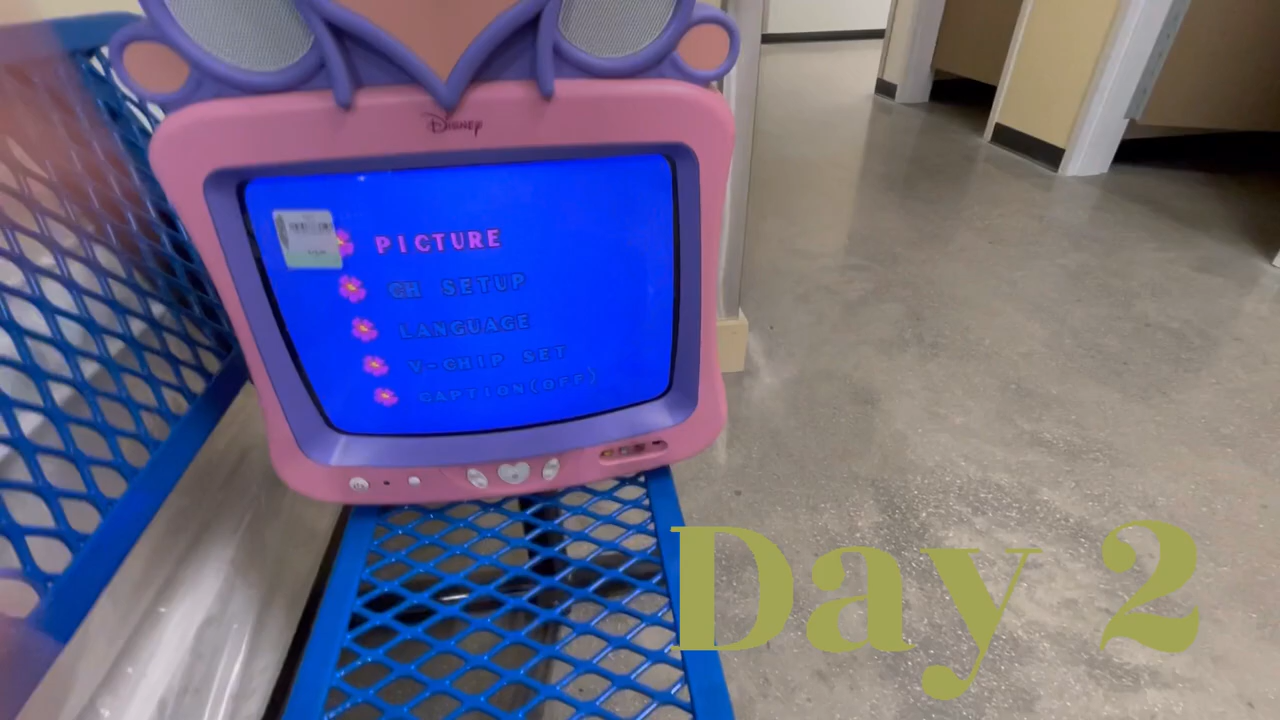 DISNEY
PICTURE
CH SETUP
LANGUAGE
V-CHIP SET
CAPTION(OFF)
Day 2